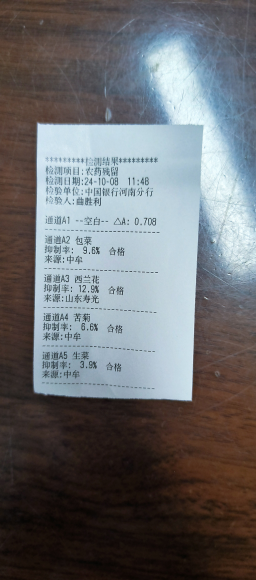 *********检测结果*********
检测项目:农药残留
检测日期:24-10-08 11:48
检验单位:中国银行河南分行
检验人:曲胜利
通道A1 --空白-- △A: 0.708
通道A2 包菜
抑制率: 9.6% 合格
来源:中牟
通道A3 西兰花
抑制率: 12.9% 合格
来源:山东寿光
通道A4 苦菊
抑制率: 6.6% 合格
来源:中牟
通道A5 生菜
抑制率: 3.9% 合格
来源:中牟